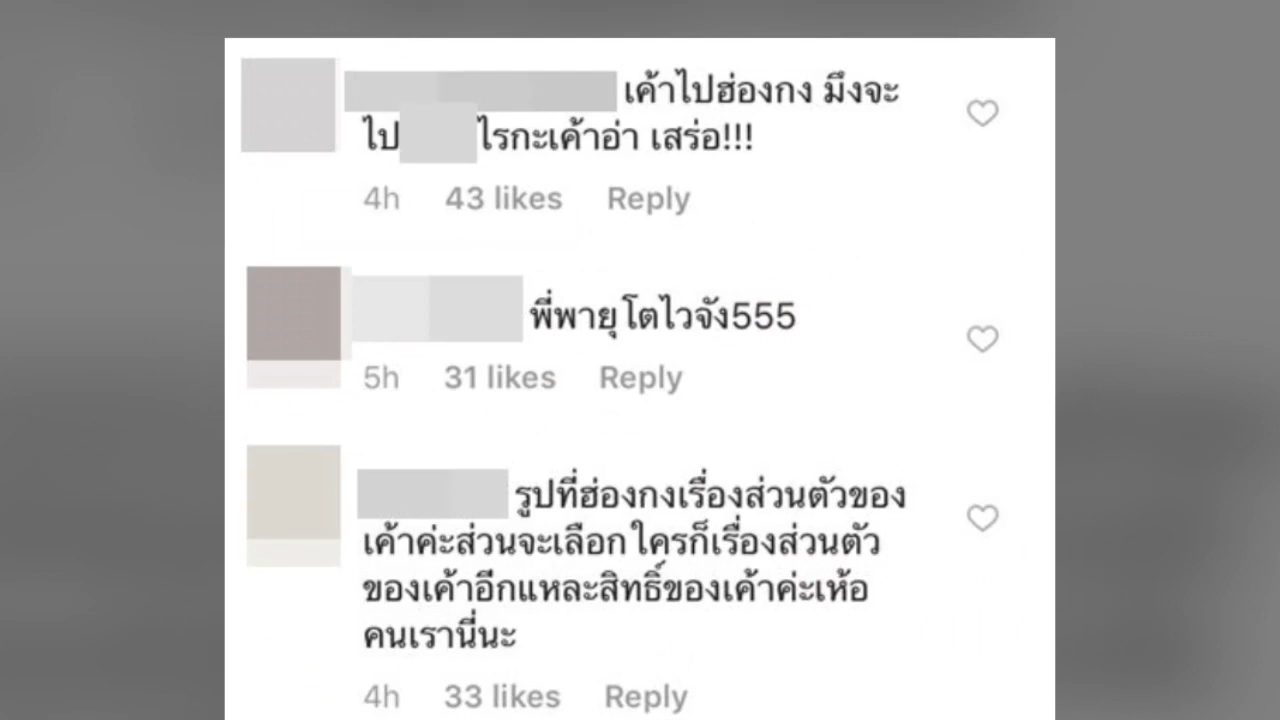 เค้าไปฮ่องกง มึงจะ
ไป ไรกะเค้าอ่า เสร่อ!!!
4h 43 likes Reply
พี่พายุโตไวจัง555
5h 31 likes Reply
รูปที่ฮ่องกงเรื่องส่วนตัวของ
เค้าค่ะส่วนจะเลือกใครก็เรื่องส่วนตัว
ของเค้าอีกแหละสิทธิ์ของเค้าค่ะเห้อ
คนเรานี่นะ
4h 33 likes Reply